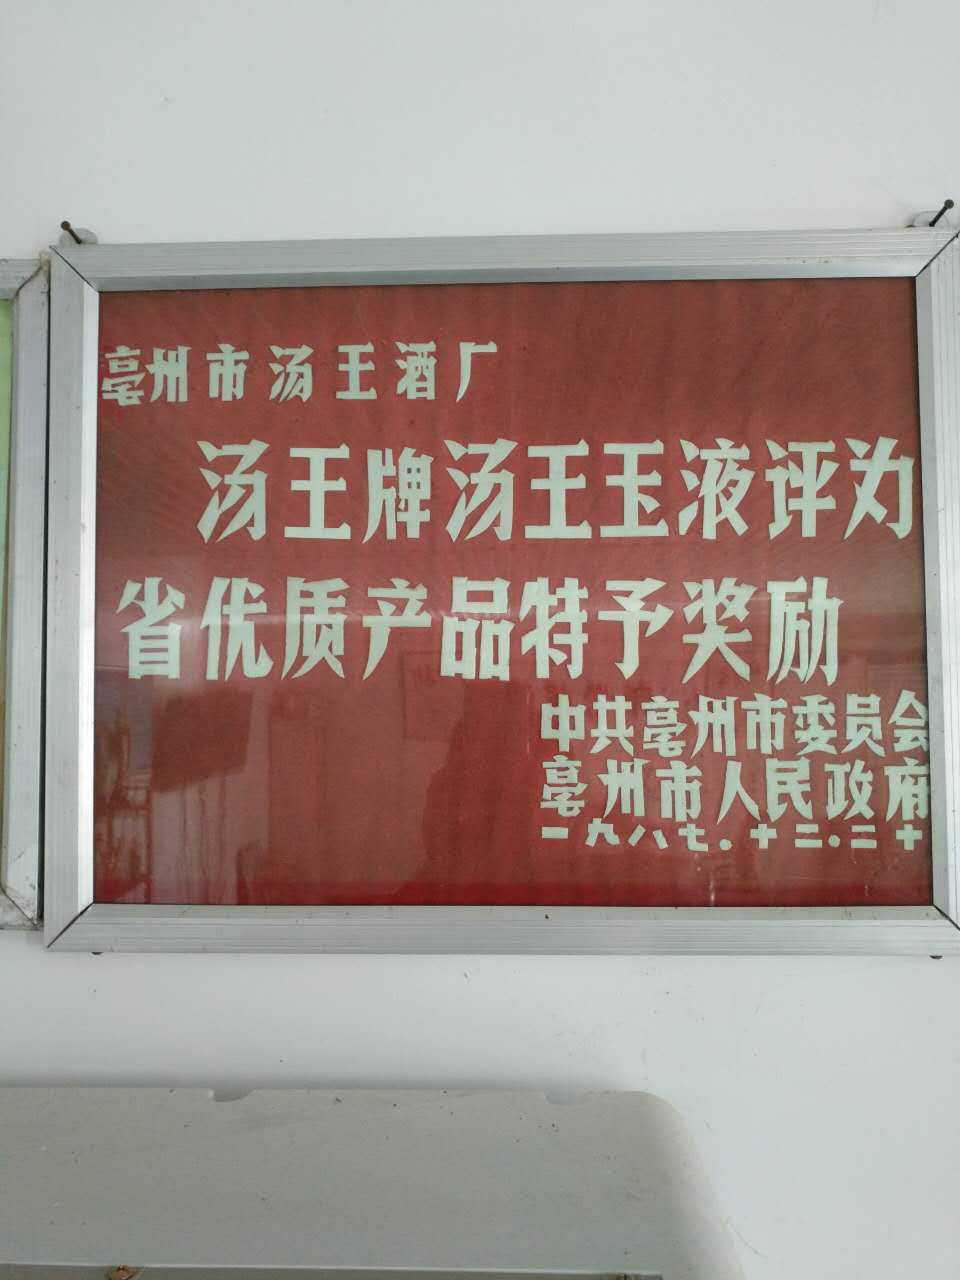 亳州市汤王酒厂
汤王牌汤王玉液评为
省优质产品特予奖励
中共亳州市委员会
亳州市人民政府
一九八七.十二.二十